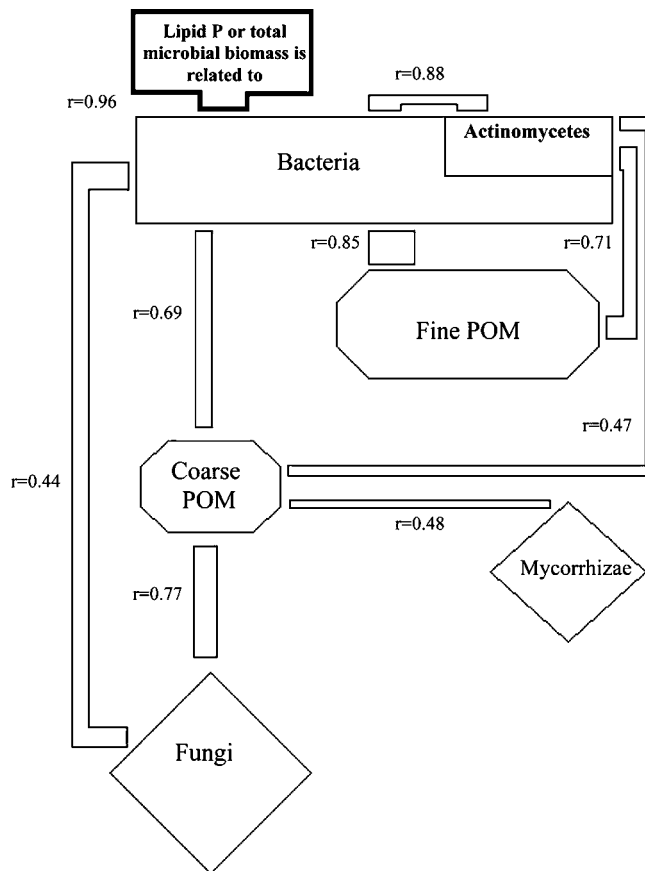 Lipid P or total
microbial biomass is
related to
r=0.88
r=0.96
Actinomycetes
Bacteria
r=0.85
r=0.71
r=0.69
Fine POM
r=0.47
Coarse
POM
r=0.44
r=0.48
Mycorrhizae
r=0.77
Fungi